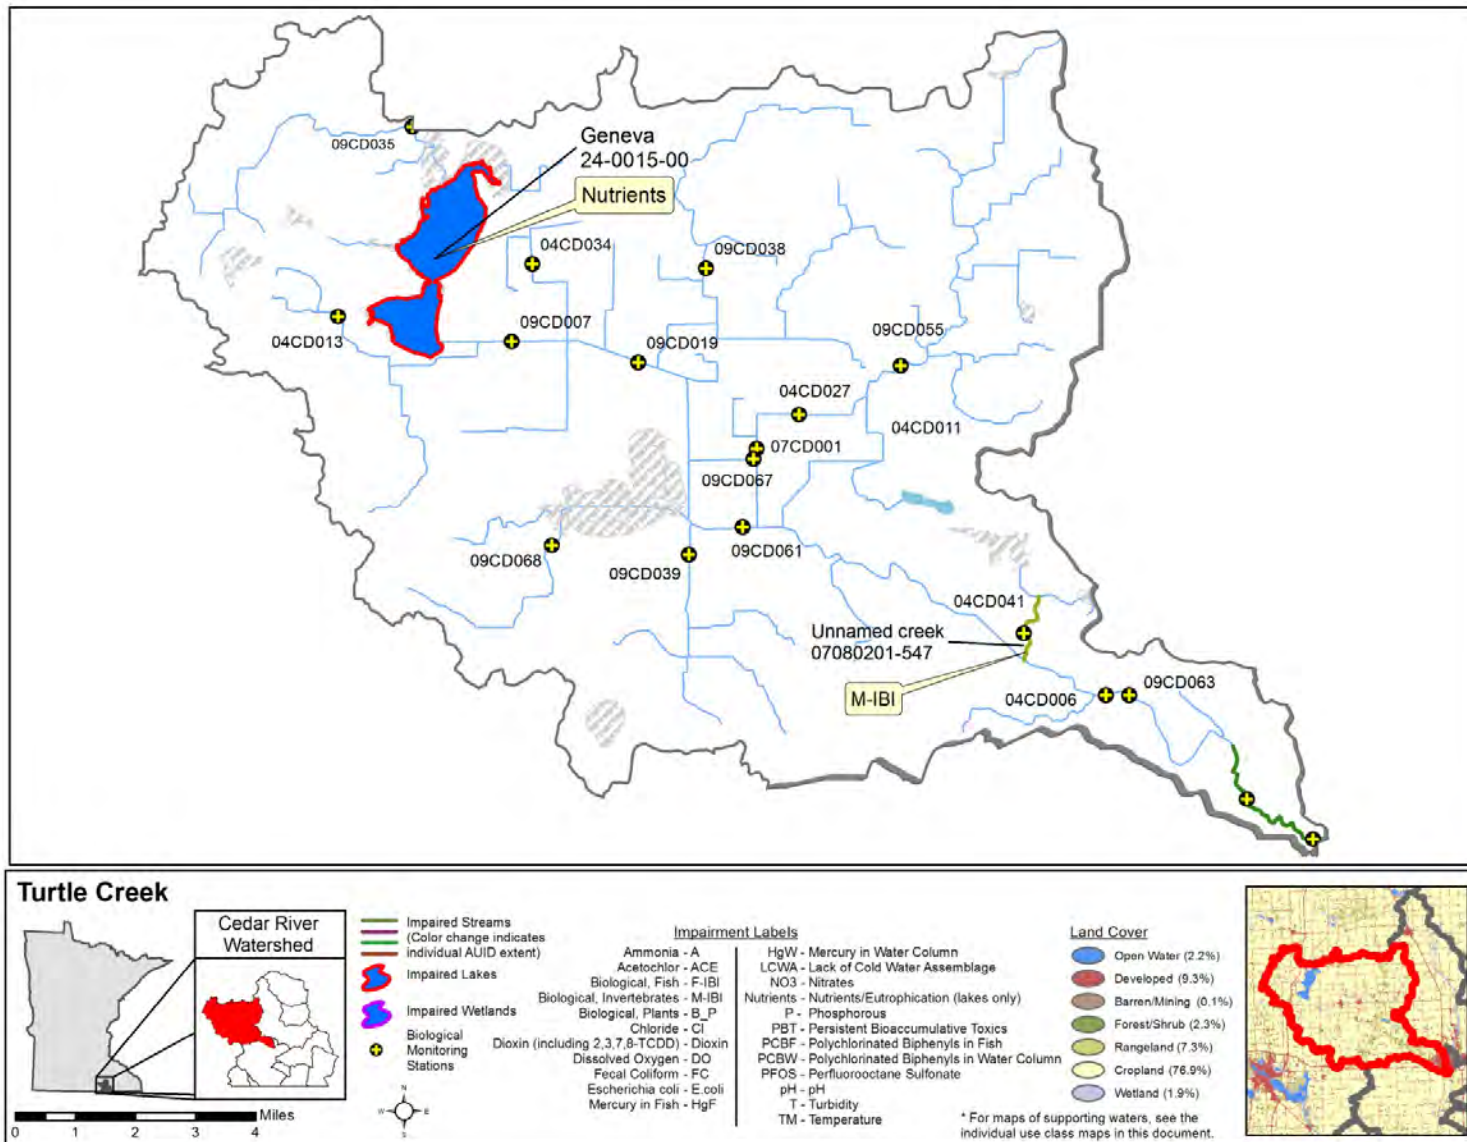 09CD035
Geneva
24-0015-00
Nutrients
04CD034
09CD038
04CD013
09CD007
09CD019
09CD055
04CD027
04CD011
07CD001
09CD067
09CD068
09CD039
09CD061
04CD041
Unnamed creek
07080201-547
M-IBI
04CD006
09CD063
Turtle Creek
Cedar River
Watershed
0 1 2 3 4
Miles
Impaired Streams
(Color change indicates
individual AUID extent)
Impaired Lakes
Impaired Wetlands
Biological
Monitoring
Stations
N
W
E
S
Impairment Labels
Ammonia - A
Acetochlor - ACE
Biological, Fish - F-IBI
Biological, Invertebrates - M-IBI
Biological, Plants - B_P
Chloride - Cl
Dioxin (including 2,3,7,8-TCDD) - Dioxin
Dissolved Oxygen - DO
Fecal Coliform - FC
Escherichia coli - E.coli
Mercury in Fish - HgF
HgW - Mercury in Water Column
LCWA - Lack of Cold Water Assemblage
NO3 - Nitrates
Nutrients - Nutrients/Eutrophication (lakes only)
P - Phosphorous
PBT - Persistent Bioaccumulative Toxics
PCBF - Polychlorinated Biphenyls in Fish
PCBW - Polychlorinated Biphenyls in Water Column
PFOS - Perfluorooctane Sulfonate
pH - pH
T - Turbidity
TM - Temperature
Land Cover
Open Water (2.2%)
Developed (9.3%)
Barren/Mining (0.1%)
Forest/Shrub (2.3%)
Rangeland (7.3%)
Cropland (76.9%)
Wetland (1.9%)
* For maps of supporting waters, see the
individual use class maps in this document.